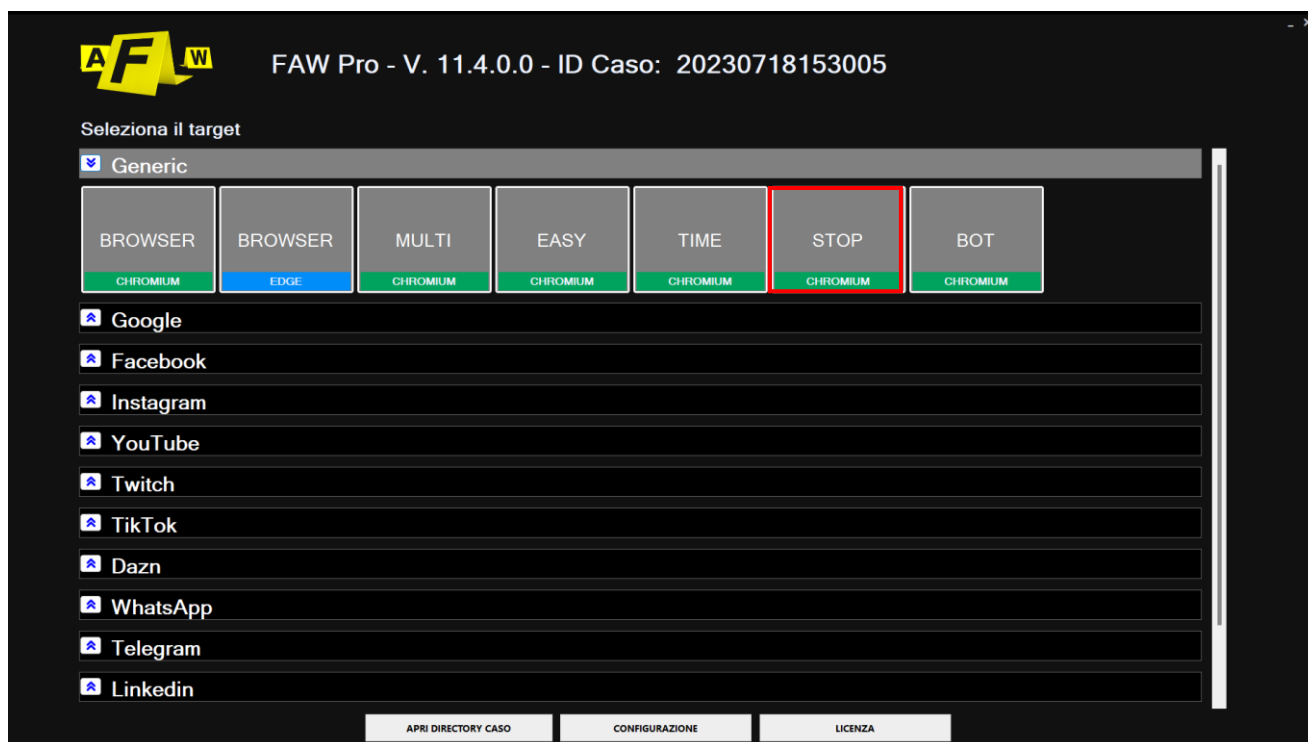 A F W
FAW Pro - V. 11.4.0.0 - ID Caso: 20230718153005
Seleziona il target
Generic
BROWSER BROWSER MULTI EASY TIME STOP BOT
CHROMIUM EDGE CHROMIUM CHROMIUM CHROMIUM CHROMIUM CHROMIUM
Google
Facebook
Instagram
YouTube
Twitch
TikTok
Dazn
WhatsApp
Telegram
Linkedin
APRI DIRECTORY CASO CONFIGURAZIONE LICENZA